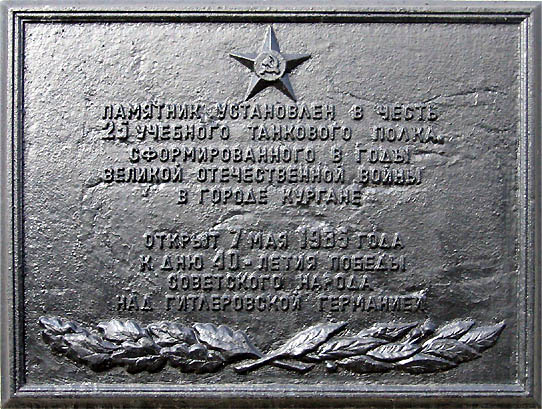 ПАМЯТНИК УСТАНОВЛЕН В ЧЕСТЬ
25 УЧЕБНОГО ТАНКОВОГО ПОЛКА,
СФОРМИРОВАННОГО В ГОДЫ
ВЕЛИКОЙ ОТЕЧЕСТВЕННОЙ ВОЙНЫ
В ГОРОДЕ КУРГАНЕ
ОТКРЫТ 7 МАЯ 1985 ГОДА
К ДНЮ 40-ЛЕТИЯ ПОБЕДЫ
СОВЕТСКОГО НАРОДА
НАД ГИТЛЕРОВСКОЙ ГЕРМАНИЕЙ